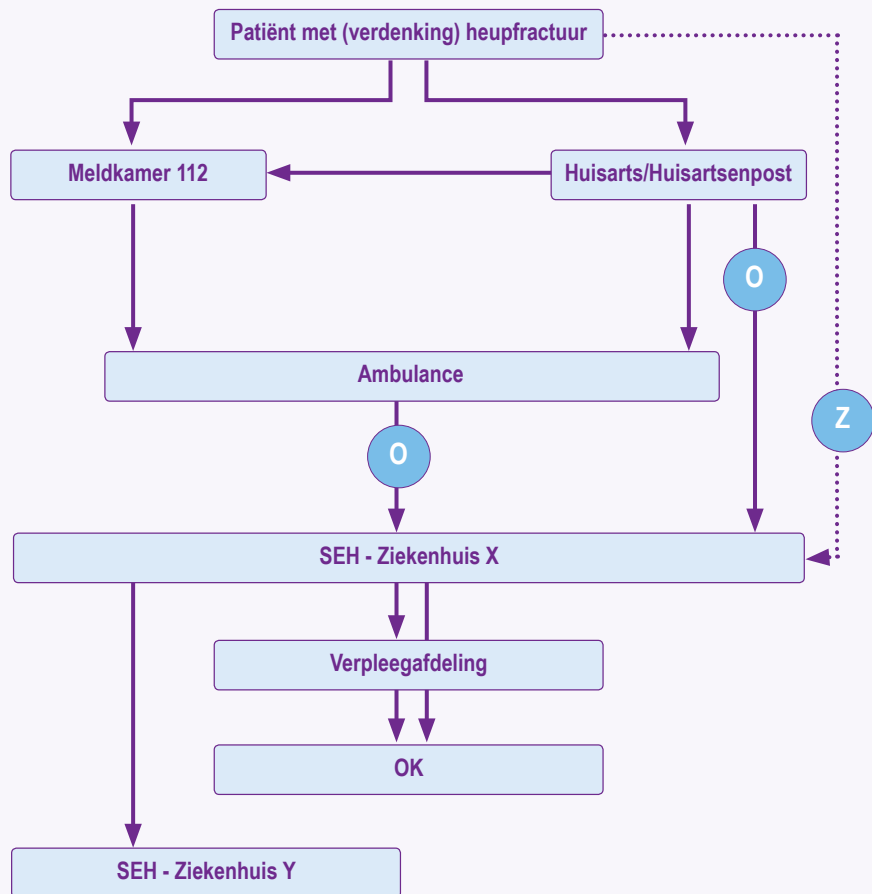 Patiënt met (verdenking) heupfractuur
Meldkamer 112
Huisarts/Huisartsenpost
O
Ambulance
Z
O
SEH - Ziekenhuis X
Verpleegafdeling
OK
SEH - Ziekenhuis Y